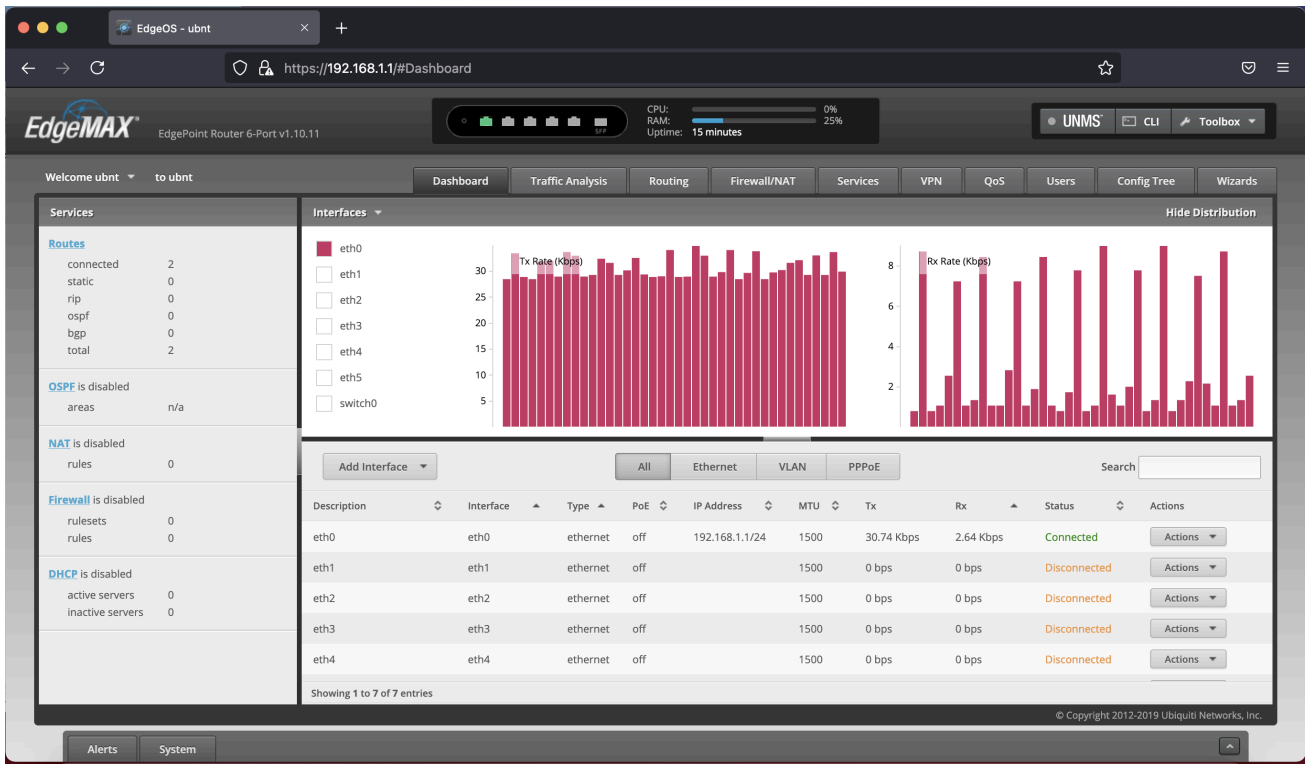 EdgeOS - ubnt
https://192.168.1.1/#Dashboard
EdgeMAX®
EdgePoint Router 6-Port v1.10.11
SFP
CPU: 0%
RAM: 25%
Uptime: 15 minutes
UNMS™
CLI
Toolbox
Welcome ubnt to ubnt
Dashboard
Traffic Analysis
Routing
Firewall/NAT
Services
VPN
QoS
Users
Config Tree
Wizards
Services
Routes
connected 2
static 0
rip 0
ospf 0
bgp 0
total 2
OSPF is disabled
areas n/a
NAT is disabled
rules 0
Firewall is disabled
rulesets 0
rules 0
DHCP is disabled
active servers 0
inactive servers 0
Interfaces
Hide Distribution
eth0
eth1
eth2
eth3
eth4
eth5
switch0
Tx Rate (Kbps)
30
25
20
15
10
5
Rx Rate (Kbps)
8
6
4
2
Add Interface
All
Ethernet
VLAN
PPPoE
Search
Description Interface Type PoE IP Address MTU Tx Rx Status Actions
eth0 eth0 ethernet off 192.168.1.1/24 1500 30.74 Kbps 2.64 Kbps Connected Actions
eth1 eth1 ethernet off 1500 0 bps 0 bps Disconnected Actions
eth2 eth2 ethernet off 1500 0 bps 0 bps Disconnected Actions
eth3 eth3 ethernet off 1500 0 bps 0 bps Disconnected Actions
eth4 eth4 ethernet off 1500 0 bps 0 bps Disconnected Actions
Showing 1 to 7 of 7 entries
© Copyright 2012-2019 Ubiquiti Networks, Inc.
Alerts
System